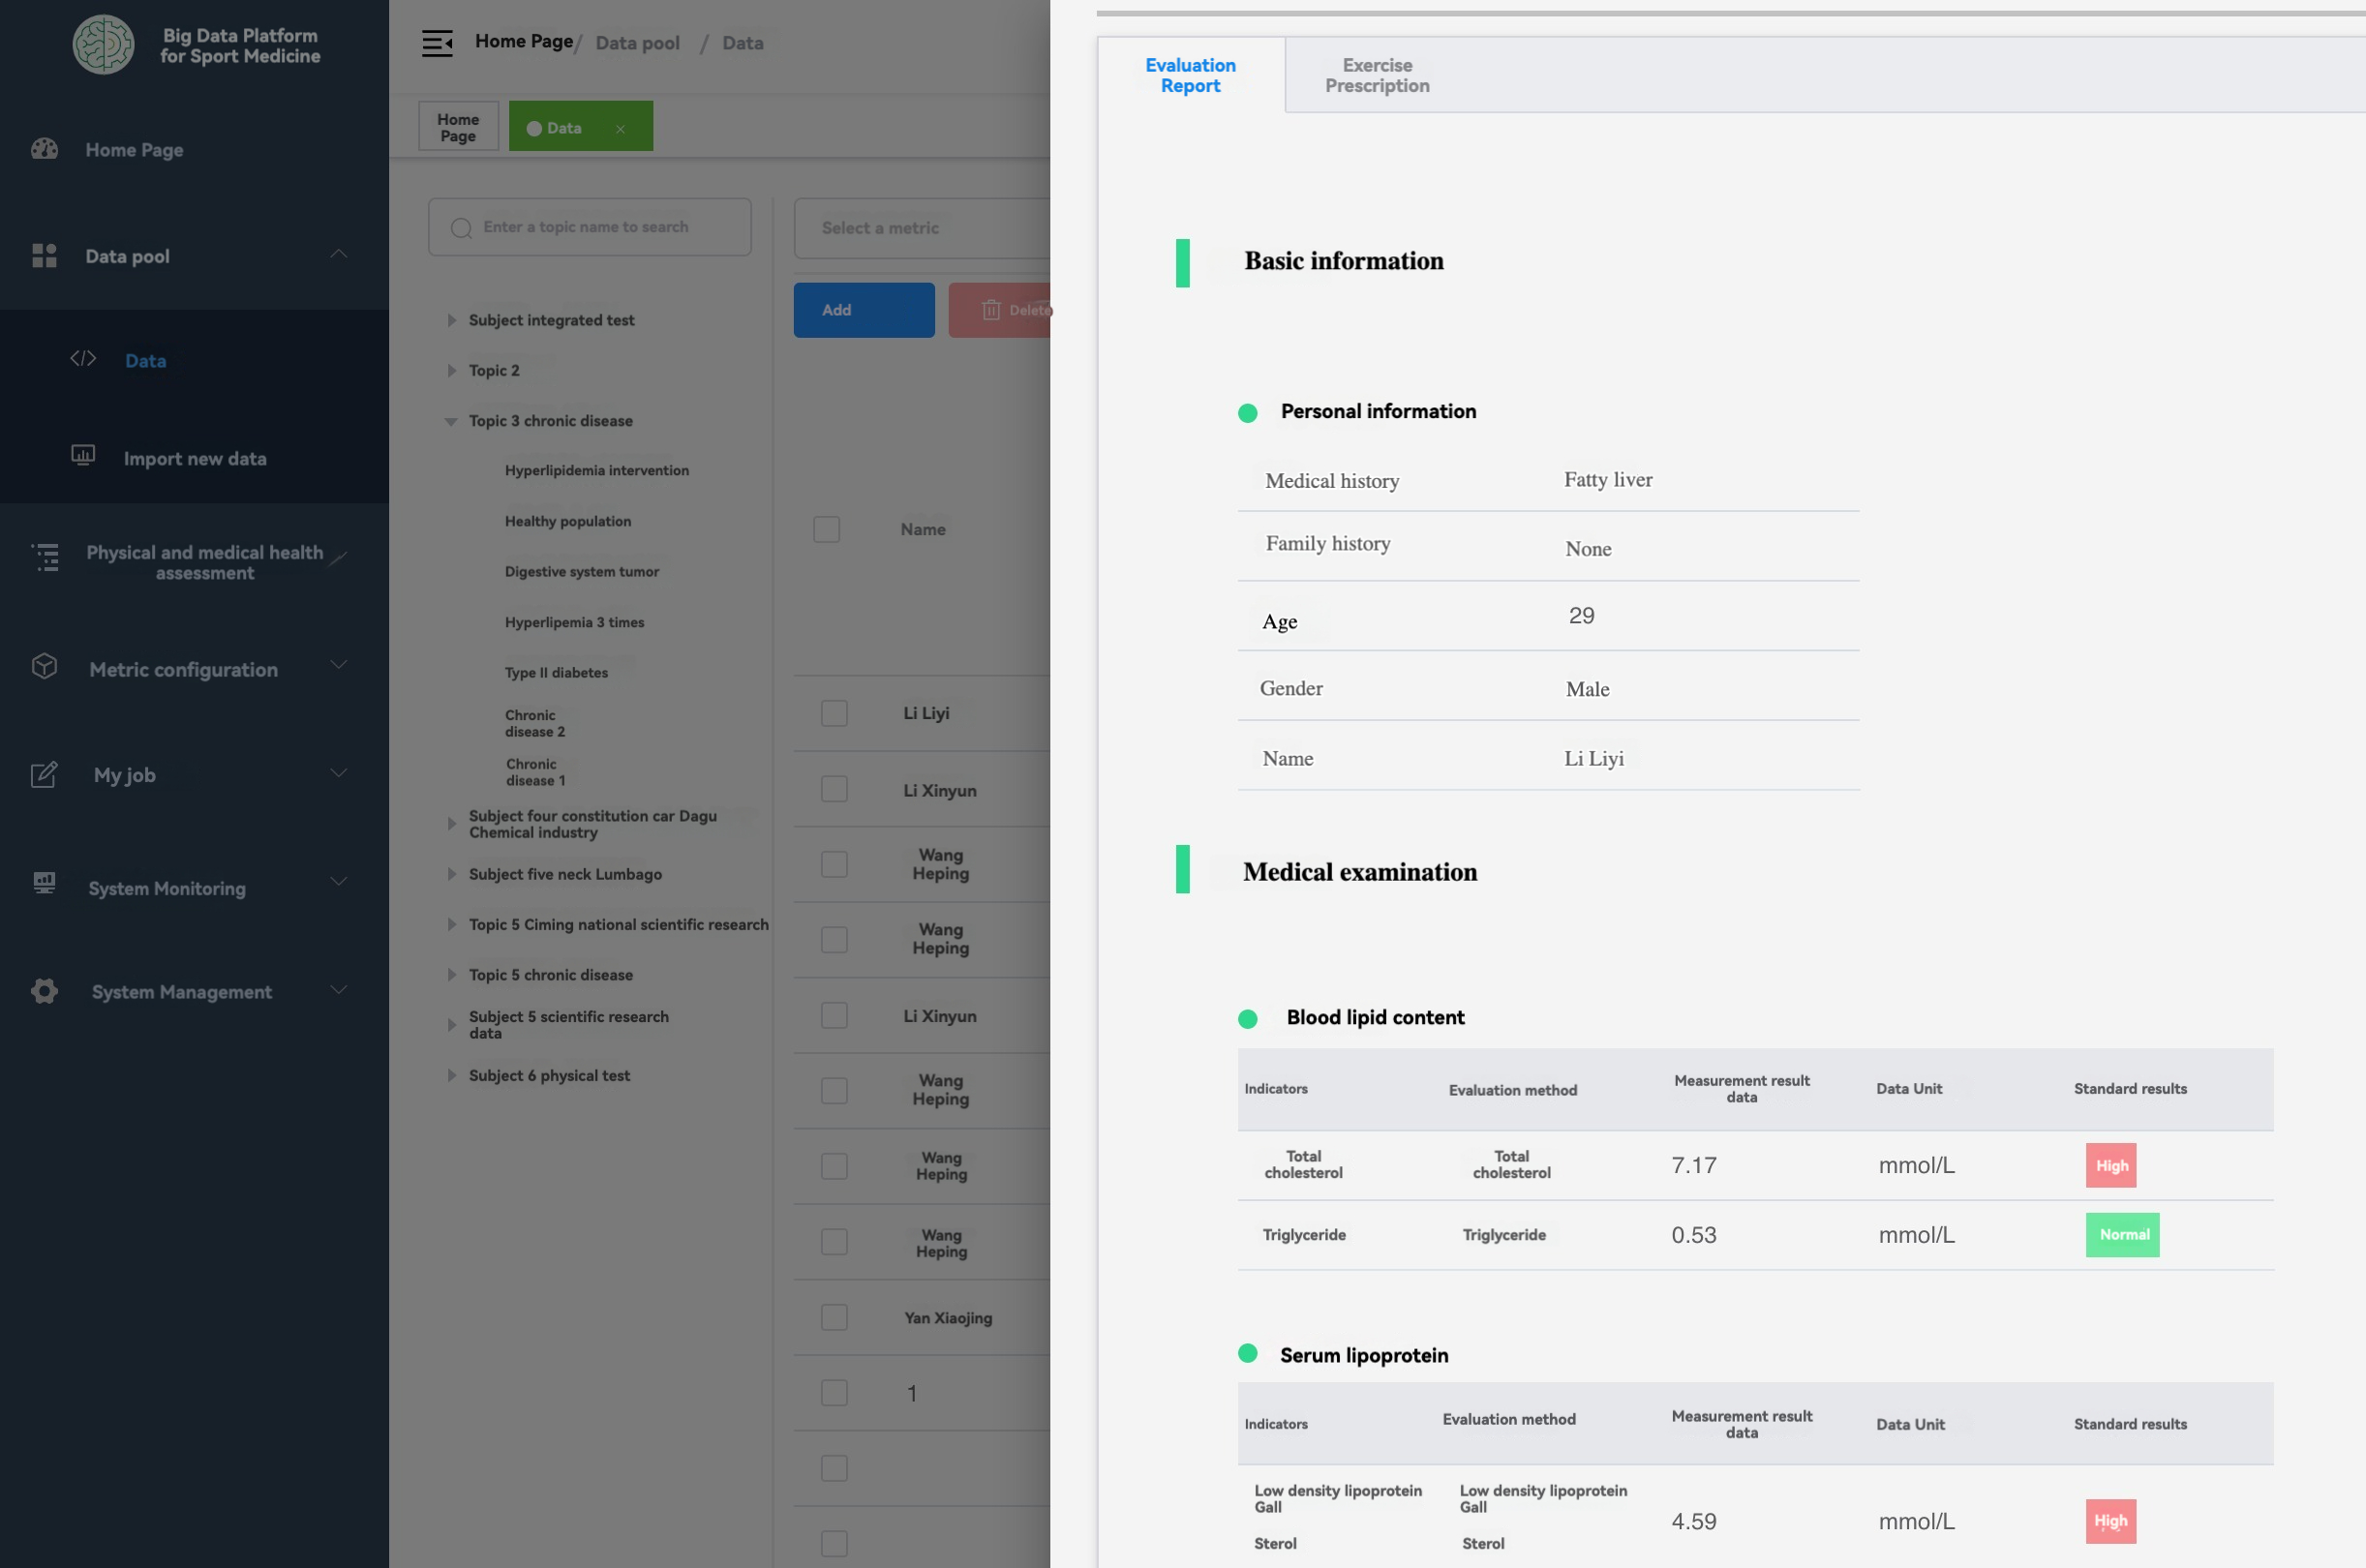 Big Data Platform
for Sport Medicine
Home Page
Data pool
Data
Import new data
Physical and medical health
assessment
Metric configuration
My job
System Monitoring
System Management
Home Page/ Data pool / Data
Home
Page
Data ×
Enter a topic name to search
Subject integrated test
Topic 2
Topic 3 chronic disease
Hyperlipidemia intervention
Healthy population
Digestive system tumor
Hyperlipemia 3 times
Type II diabetes
Chronic
disease 2
Chronic
disease 1
Subject four constitution car Dagu
Chemical industry
Subject five neck Lumbago
Topic 5 Ciming national scientific research
Topic 5 chronic disease
Subject 5 scientific research
data
Subject 6 physical test
Select a metric
Add
Delete
Name
Li Liyi
Li Xinyun
Wang
Heping
Wang
Heping
Li Xinyun
Wang
Heping
Wang
Heping
Wang
Heping
Yan Xiaojing
1
Evaluation
Report
Exercise
Prescription
Basic information
Personal information
Medical history Fatty liver
Family history None
Age 29
Gender Male
Name Li Liyi
Medical examination
Blood lipid content
Indicators Evaluation method Measurement result data Data Unit Standard results
Total cholesterol Total cholesterol 7.17 mmol/L High
Triglyceride Triglyceride 0.53 mmol/L Normal
Serum lipoprotein
Indicators Evaluation method Measurement result data Data Unit Standard results
Low density lipoprotein Gall Sterol Low density lipoprotein Gall Sterol 4.59 mmol/L High